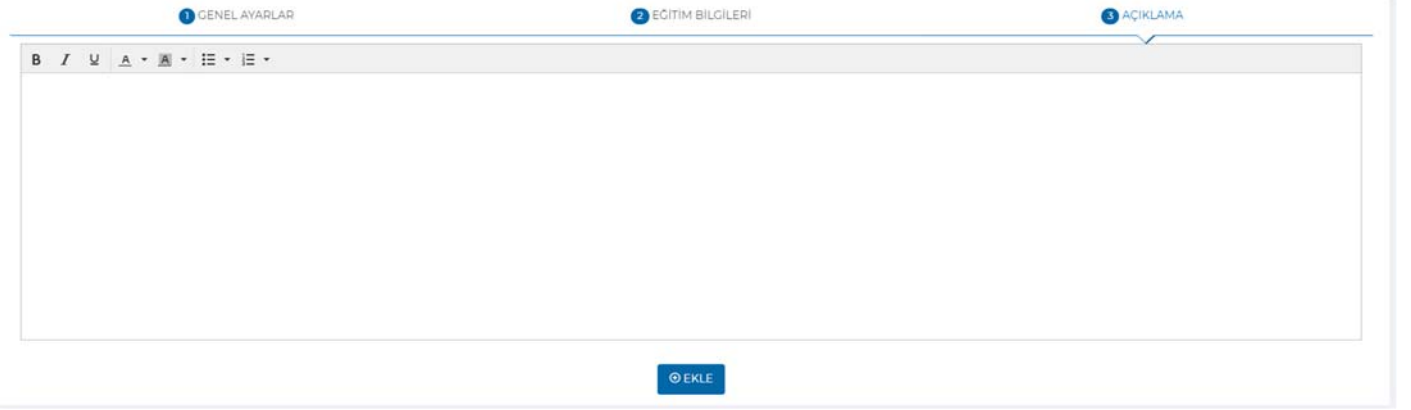 1 GENEL AYARLAR
2 EĞİTİM BİLGİLERİ
3 AÇIKLAMA
B I U A A
EKLE